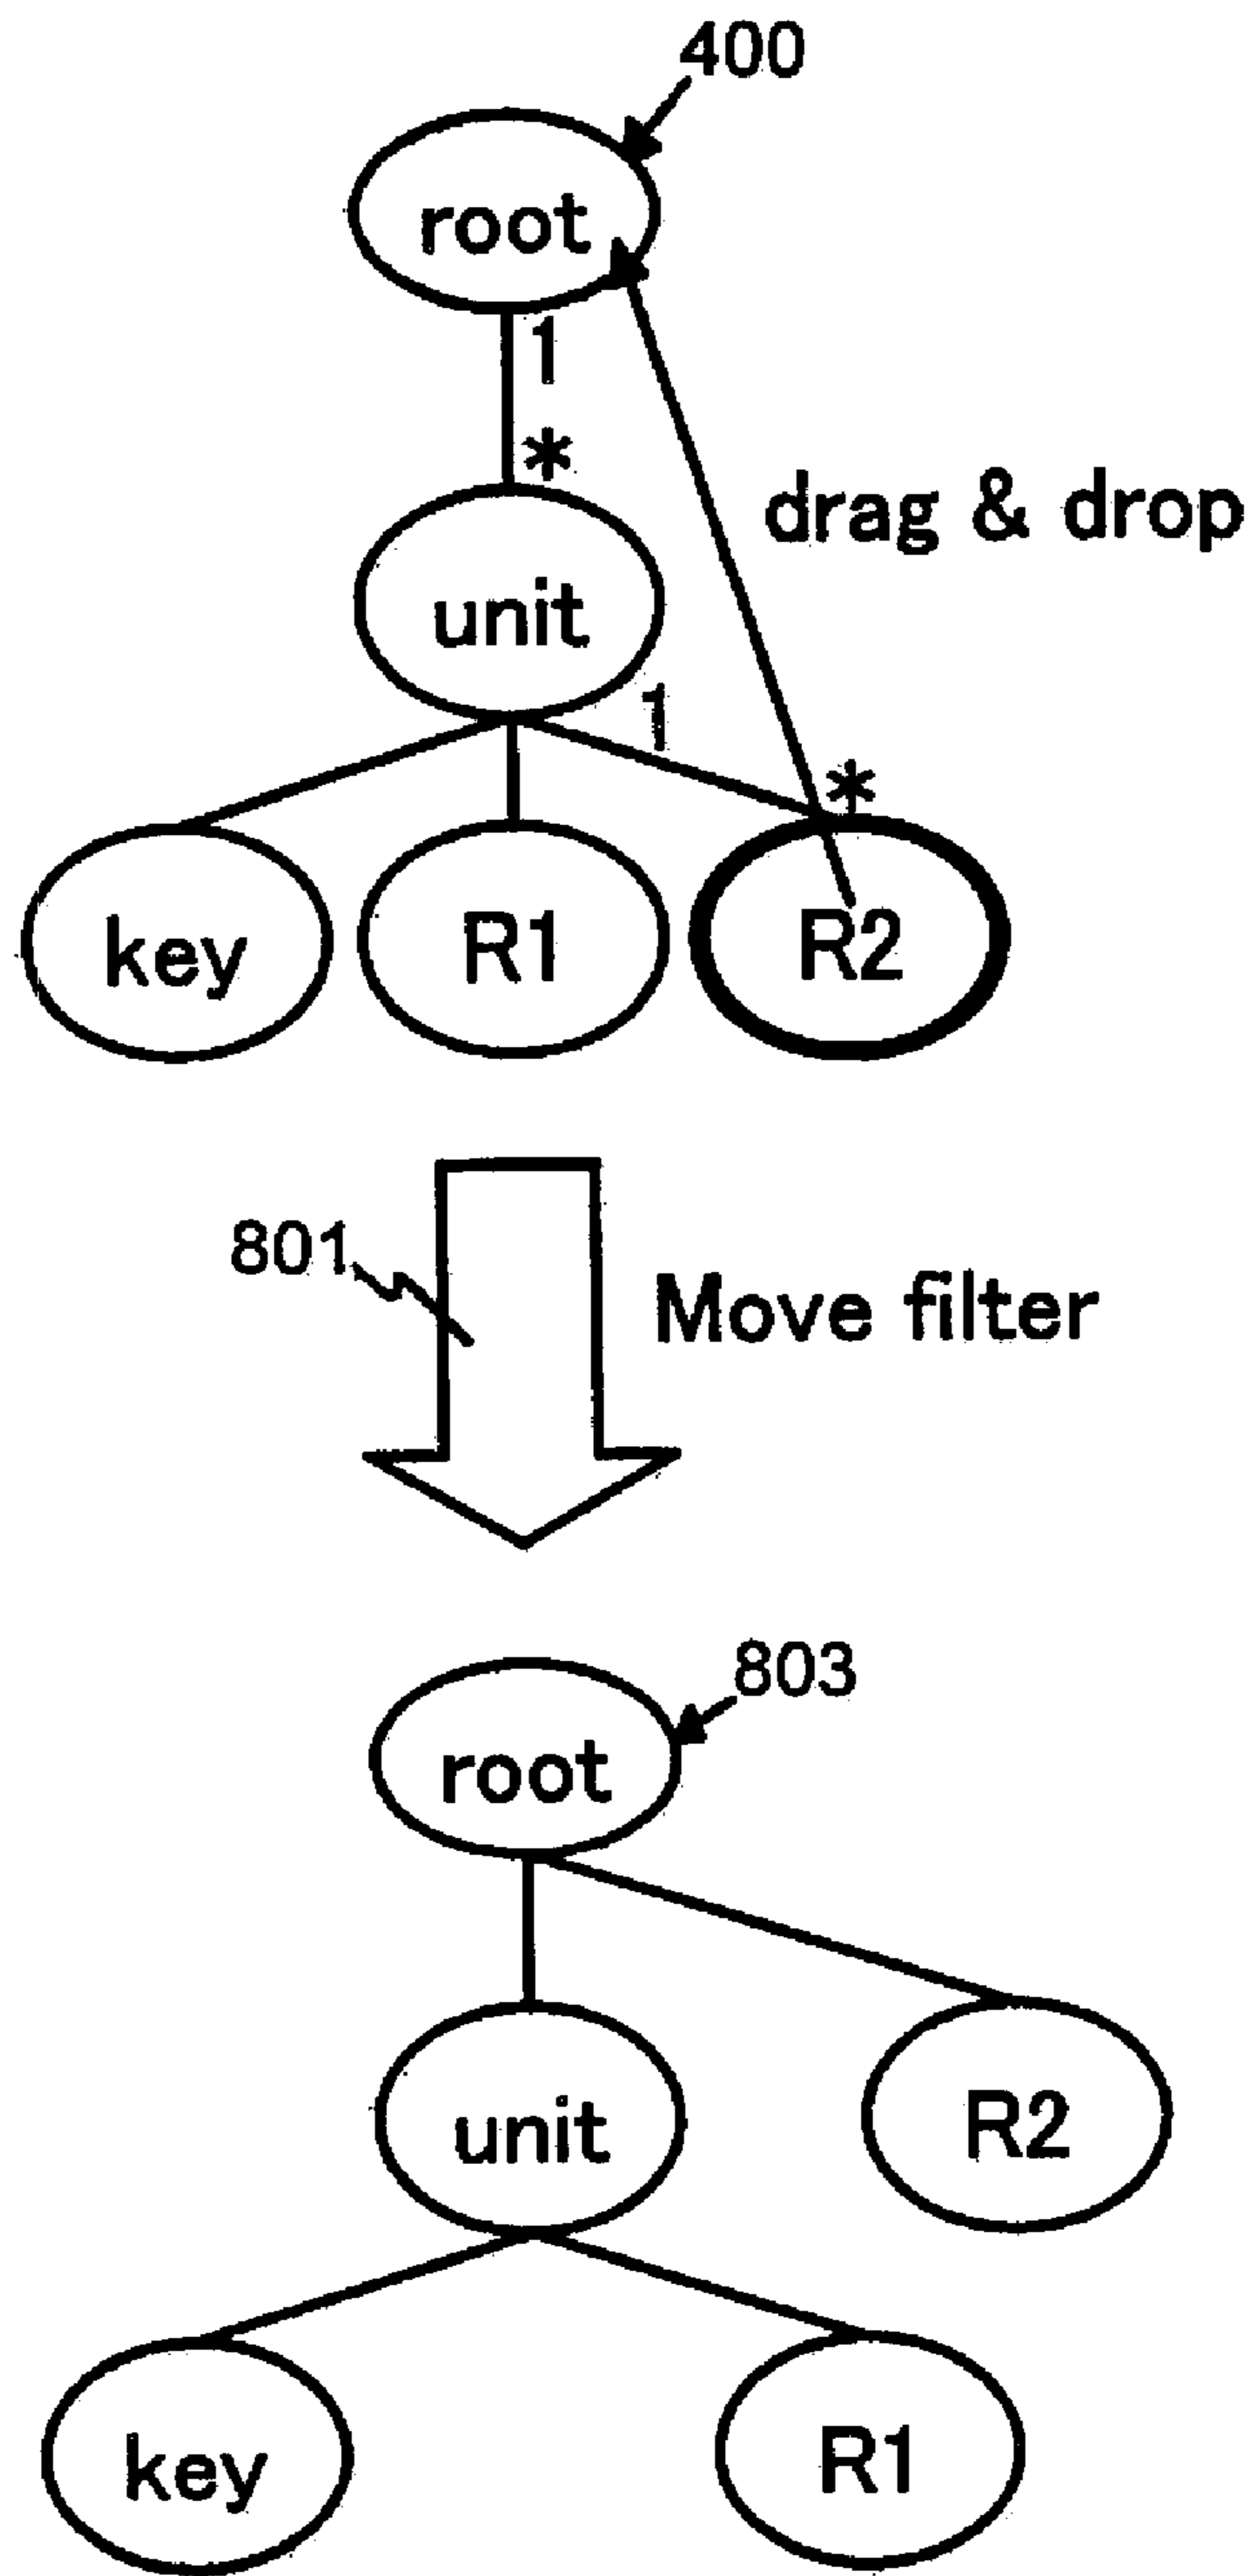 400
root
1
*
drag & drop
unit
1
*
key R1 R2
801
Move filter
803
root
unit R2
key R1